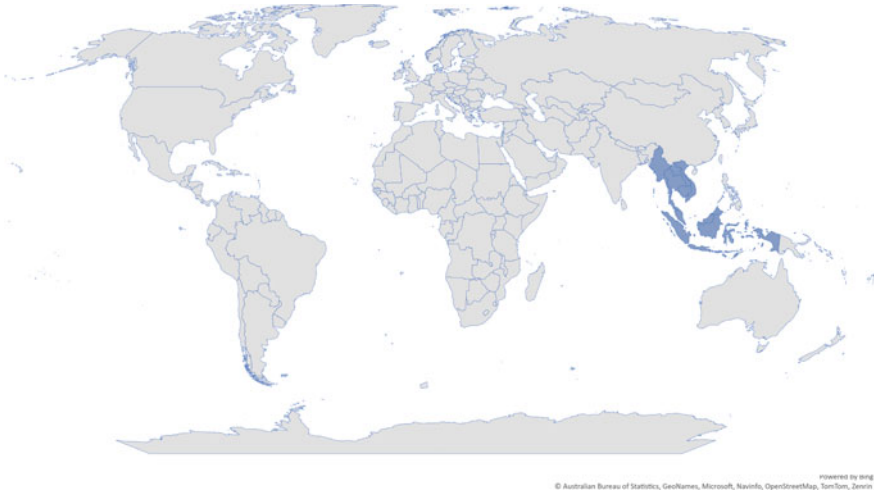 Powered by Bing
© Australian Bureau of Statistics, GeoNames, Microsoft, Navinfo, OpenStreetMap, TomTom, Zenrin